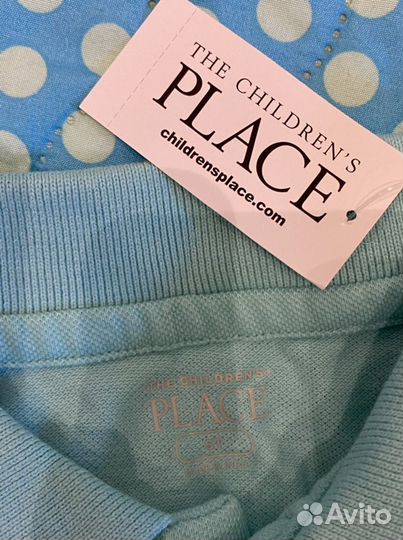 THE CHILDREN'S
PLACE
childrensplace.com
THE CHILDREN'S
PLACE
Avito